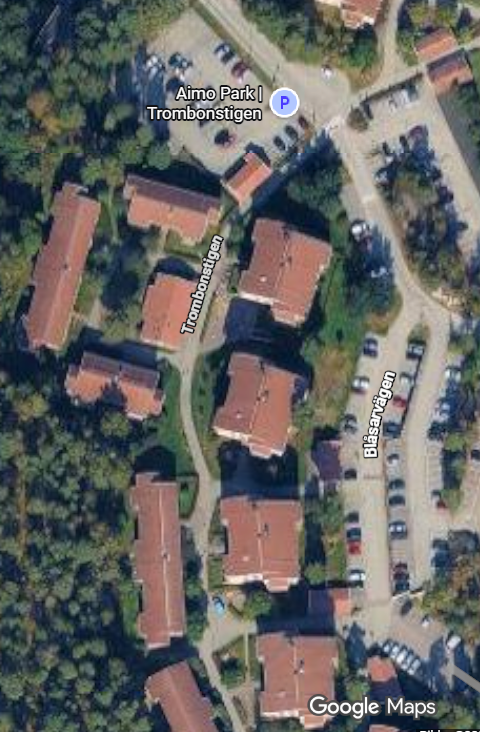 Aimo Park |
Trombonstigen
P
Trombonstigen
Blåsarvägen
Google Maps